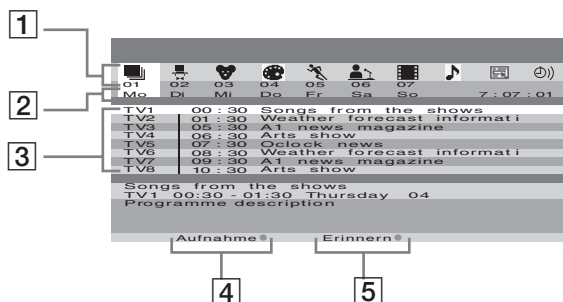 1
01 02 03 04 05 06 07
2
Mo Di Mi Do Fr Sa So 7 : 07 : 01
TV1 00 : 30 Songs from the shows
TV2 01 : 30 Weather forecast informati
TV3 05 : 30 A1 news magazine
TV4 06 : 30 Arts show
3
TV5 07 : 30 Oclock news
TV6 08 : 30 Weather forecast informati
TV7 09 : 30 A1 news magazine
TV8 10 : 30 Arts show
Songs from the shows
TV1 00:30 - 01:30 Thursday 04
Programme description
Aufnahme Erinnern
4 5